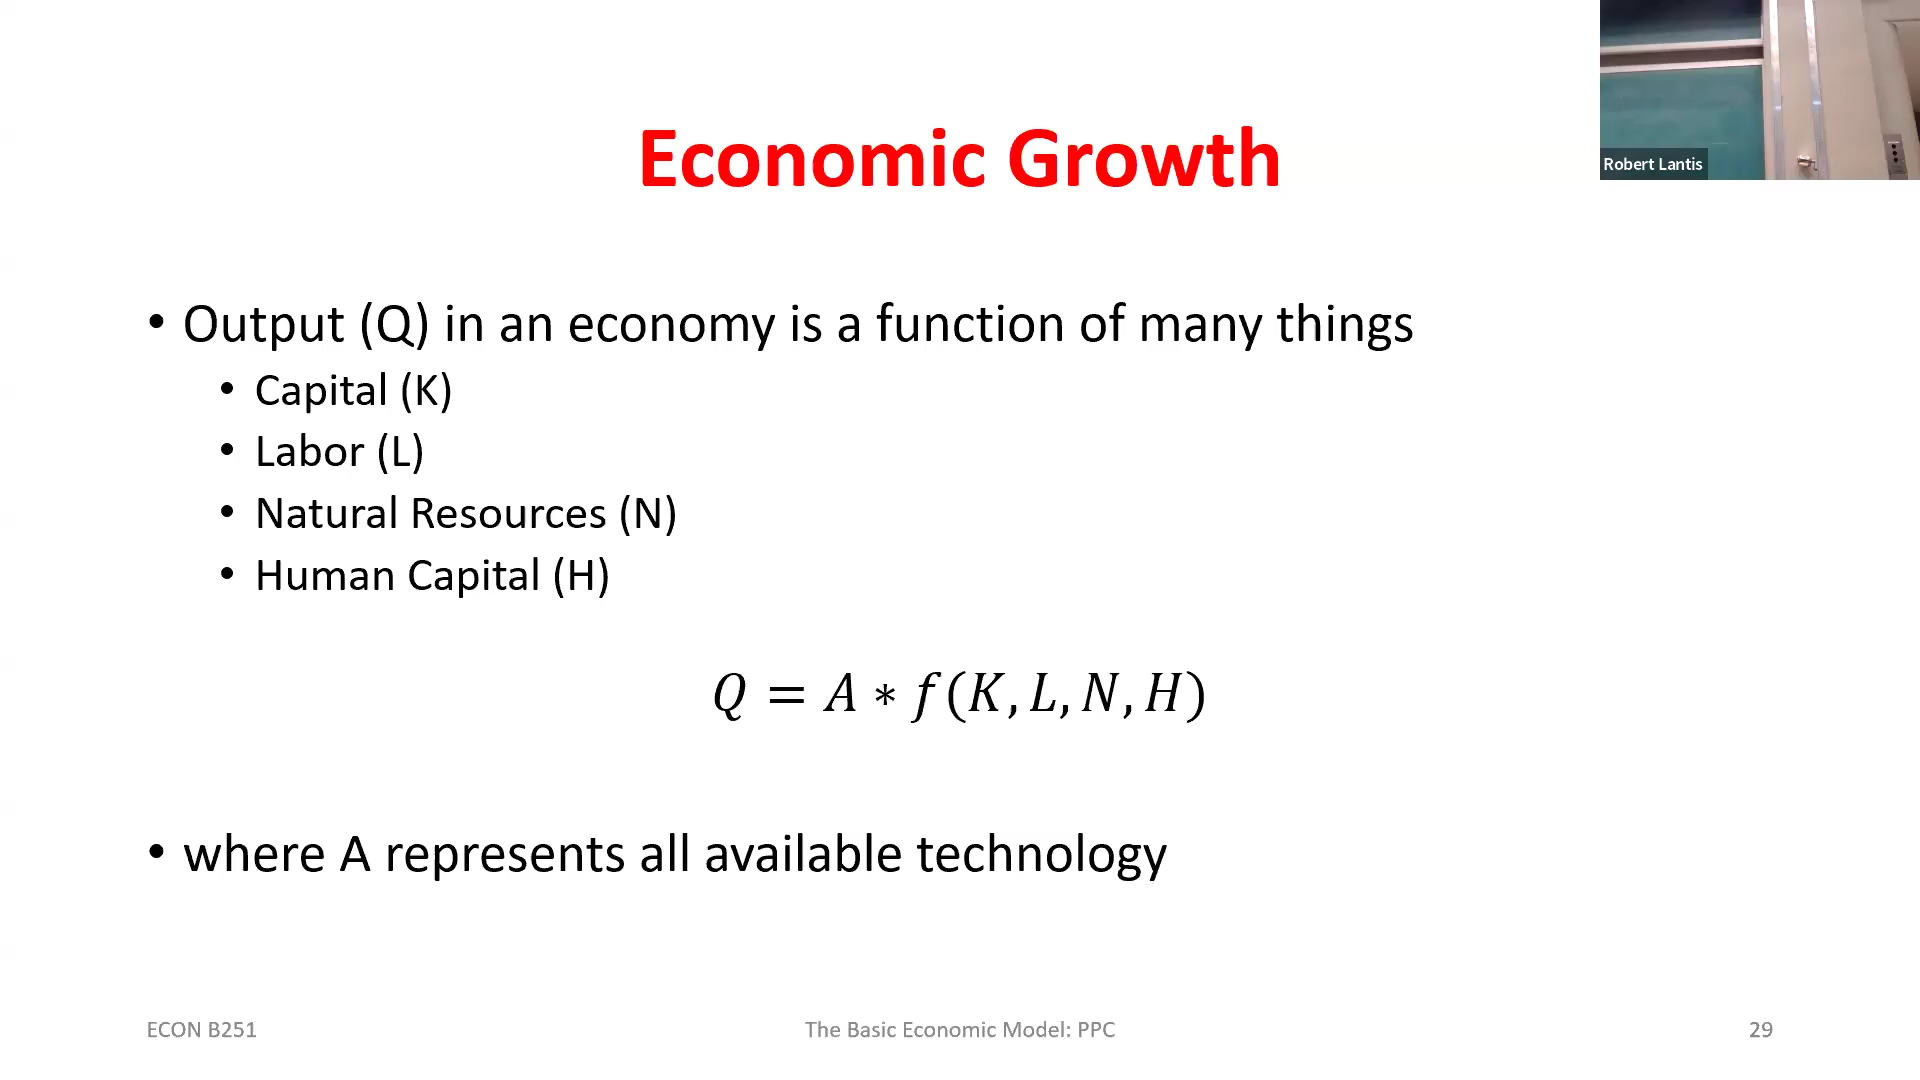 Robert Lantis
Economic Growth
• Output (Q) in an economy is a function of many things
• Capital (K)
• Labor (L)
• Natural Resources (N)
• Human Capital (H)
Q = A ∗ f(K, L, N, H)
• where A represents all available technology
ECON B251
The Basic Economic Model: PPC
29